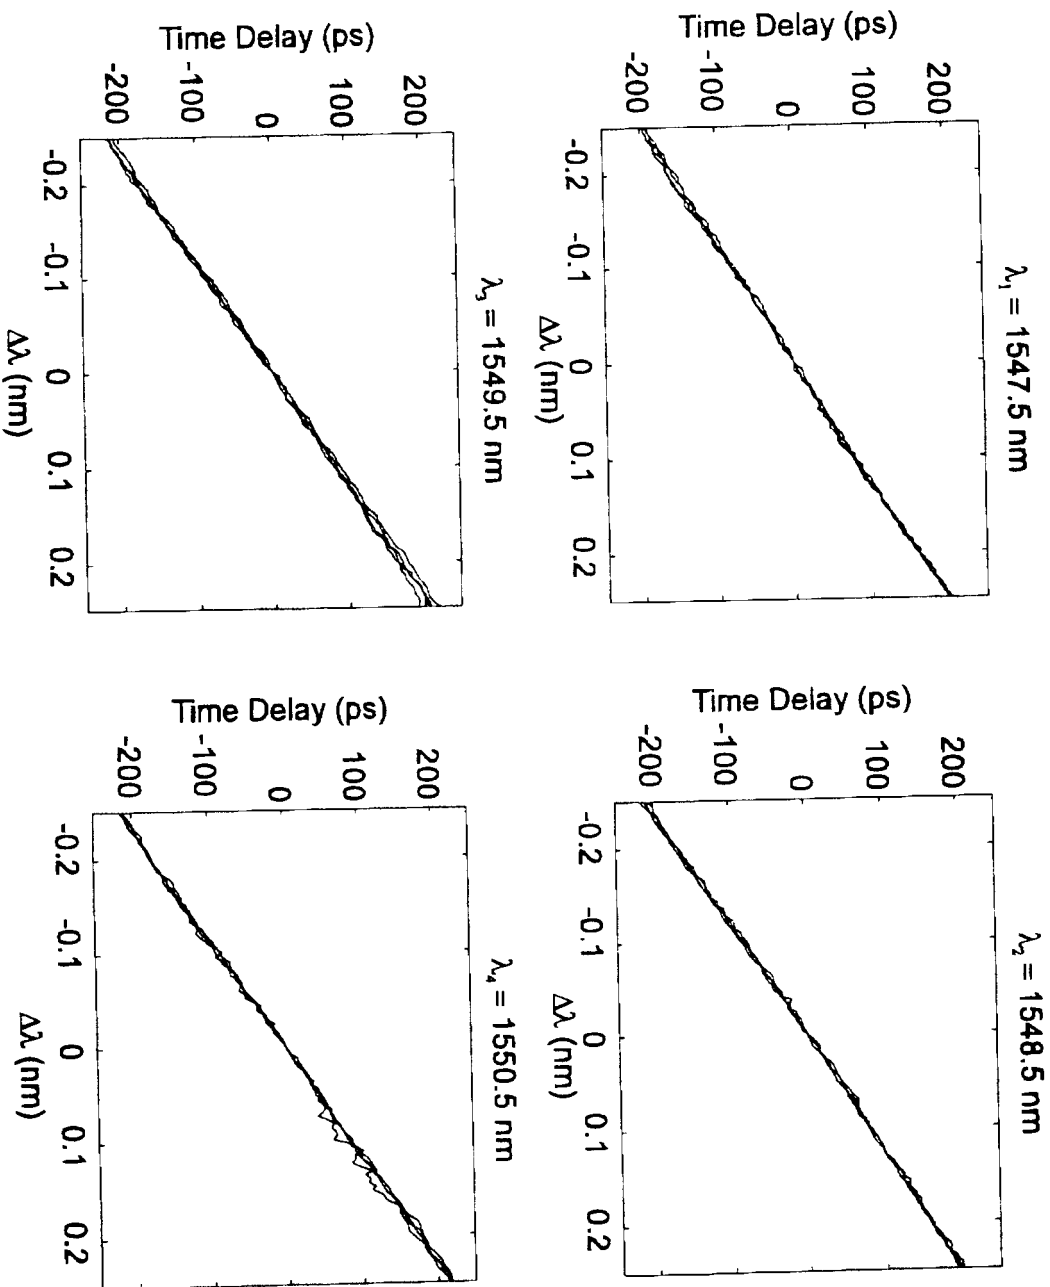 λ₁ = 1547.5 nm
Time Delay (ps)
200
100
0
-100
-200
-0.2 -0.1 0 0.1 0.2
Δλ (nm)
λ₂ = 1548.5 nm
Time Delay (ps)
200
100
0
-100
-200
-0.2 -0.1 0 0.1 0.2
Δλ (nm)
λ₃ = 1549.5 nm
Time Delay (ps)
200
100
0
-100
-200
-0.2 -0.1 0 0.1 0.2
Δλ (nm)
λ₄ = 1550.5 nm
Time Delay (ps)
200
100
0
-100
-200
-0.2 -0.1 0 0.1 0.2
Δλ (nm)